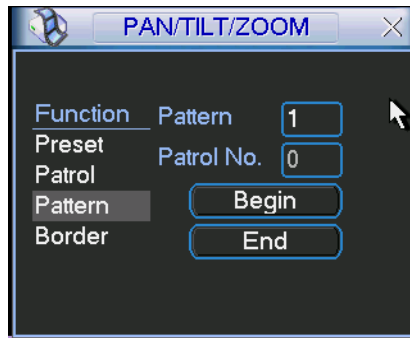 PAN/TILT/ZOOM
Function
Preset
Patrol
Pattern
Border
Pattern 1
Patrol No. 0
Begin
End